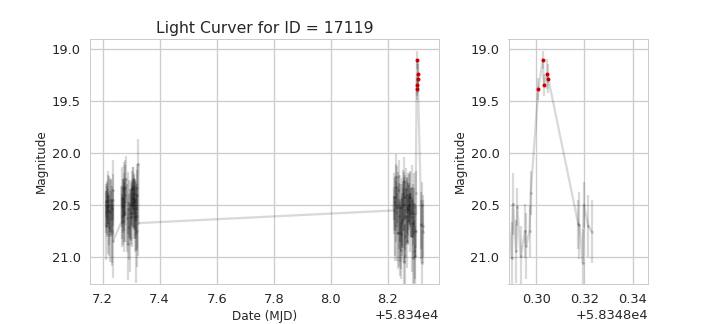 Light Curver for ID = 17119
19.0
19.5
20.0
20.5
21.0
Magnitude
7.2 7.4 7.6 7.8 8.0 8.2
Date (MJD)
+5.834e4
19.0
19.5
20.0
20.5
21.0
Magnitude
0.30 0.32 0.34
+5.8348e4